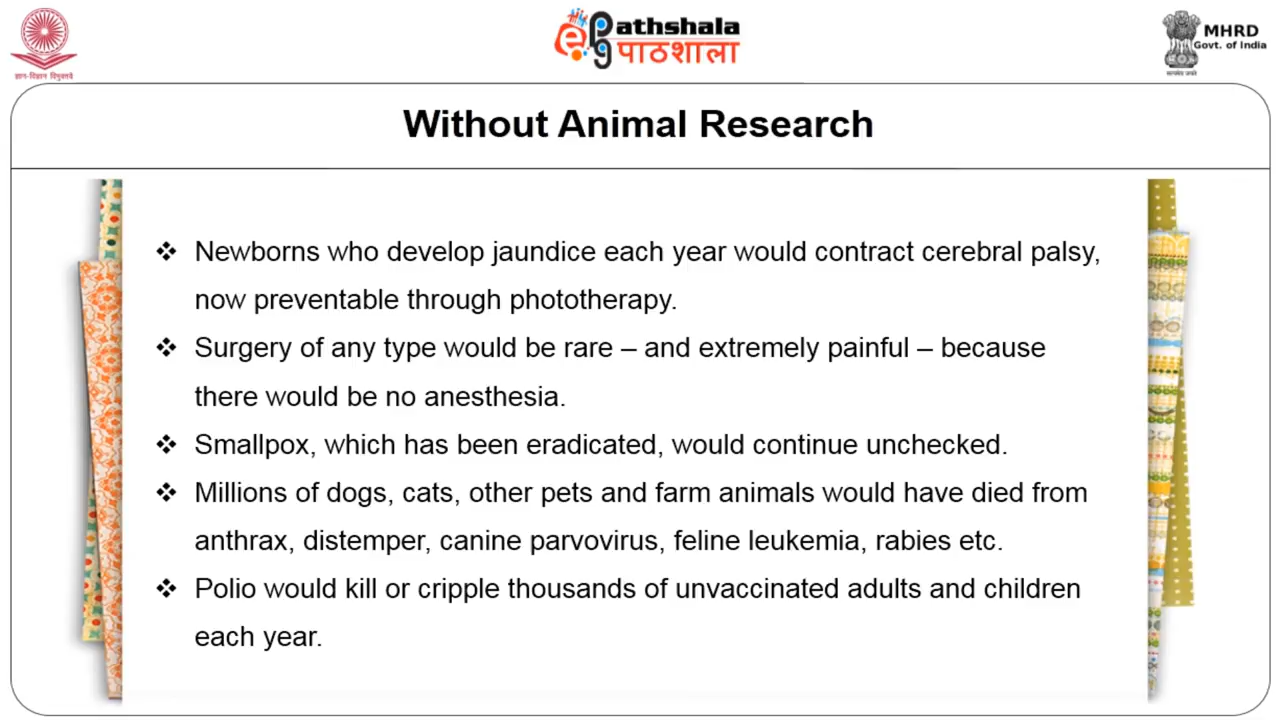 ज्ञान-विज्ञान विमुक्तये
Pathshala
पाठशाला
MHRD
Govt. of India
सत्यमेव जयते
Without Animal Research
❖ Newborns who develop jaundice each year would contract cerebral palsy,
now preventable through phototherapy.
❖ Surgery of any type would be rare – and extremely painful – because
there would be no anesthesia.
❖ Smallpox, which has been eradicated, would continue unchecked.
❖ Millions of dogs, cats, other pets and farm animals would have died from
anthrax, distemper, canine parvovirus, feline leukemia, rabies etc.
❖ Polio would kill or cripple thousands of unvaccinated adults and children
each year.